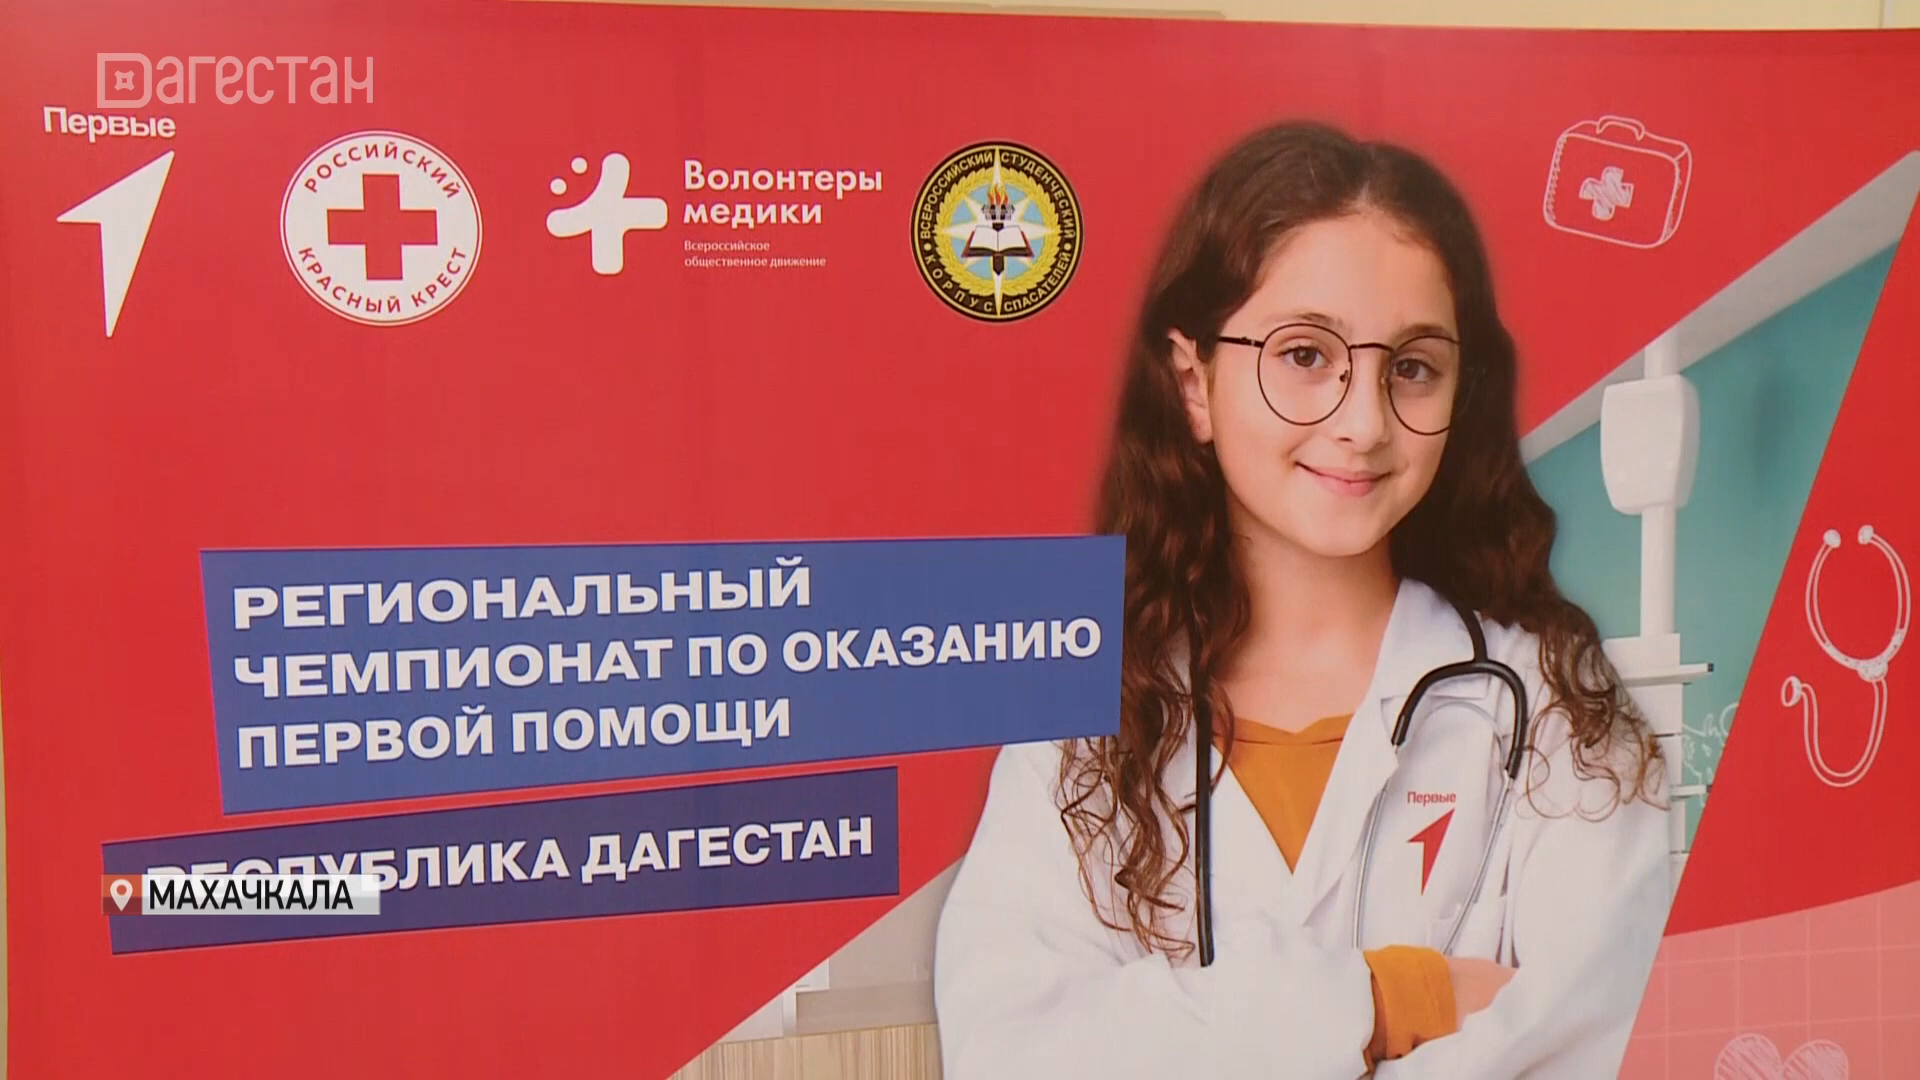 Дагестан
Первые
РОССИЙСКИЙ
КРАСНЫЙ КРЕСТ
Волонтеры
медики
Всероссийское
общественное движение
ВСЕРОССИЙСКИЙ СТУДЕНЧЕСКИЙ
КОРПУС СПАСАТЕЛЕЙ
РЕГИОНАЛЬНЫЙ
ЧЕМПИОНАТ ПО ОКАЗАНИЮ
ПЕРВОЙ ПОМОЩИ
РЕСПУБЛИКА ДАГЕСТАН
МАХАЧКАЛА
Первые